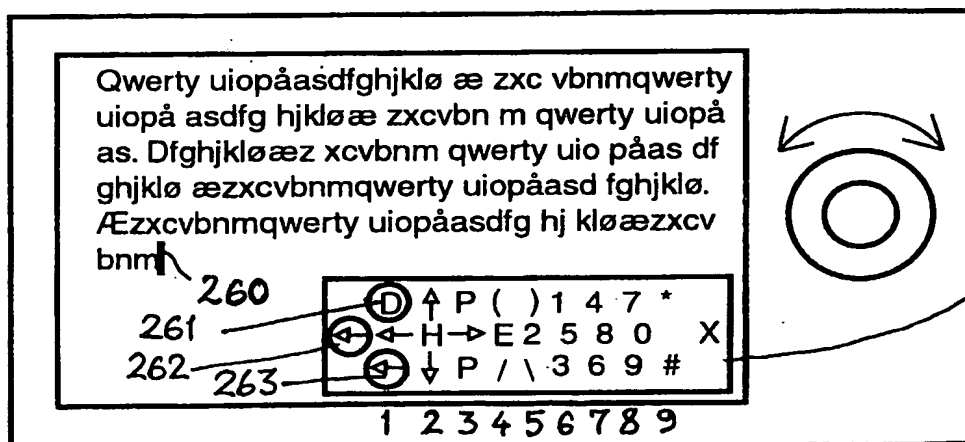 Qwerty uiopåasdfghjklø æ zxc vbnmqwerty
uiopå asdfg hjkløæ zxcvbn m qwerty uiopå
as. Dfghjkløæz xcvbnm qwerty uio påas df
ghjklø æzxcvbnmqwerty uiopåasd fghjklø.
Æzxcvbnmqwerty uiopåasdfg hj kløæzxcv
bnm
260
D ↑ P ( ) 1 4 7 *
261
← ← H → E 2 5 8 0 X
262
← ↓ P / \ 3 6 9 #
263
1 2 3 4 5 6 7 8 9